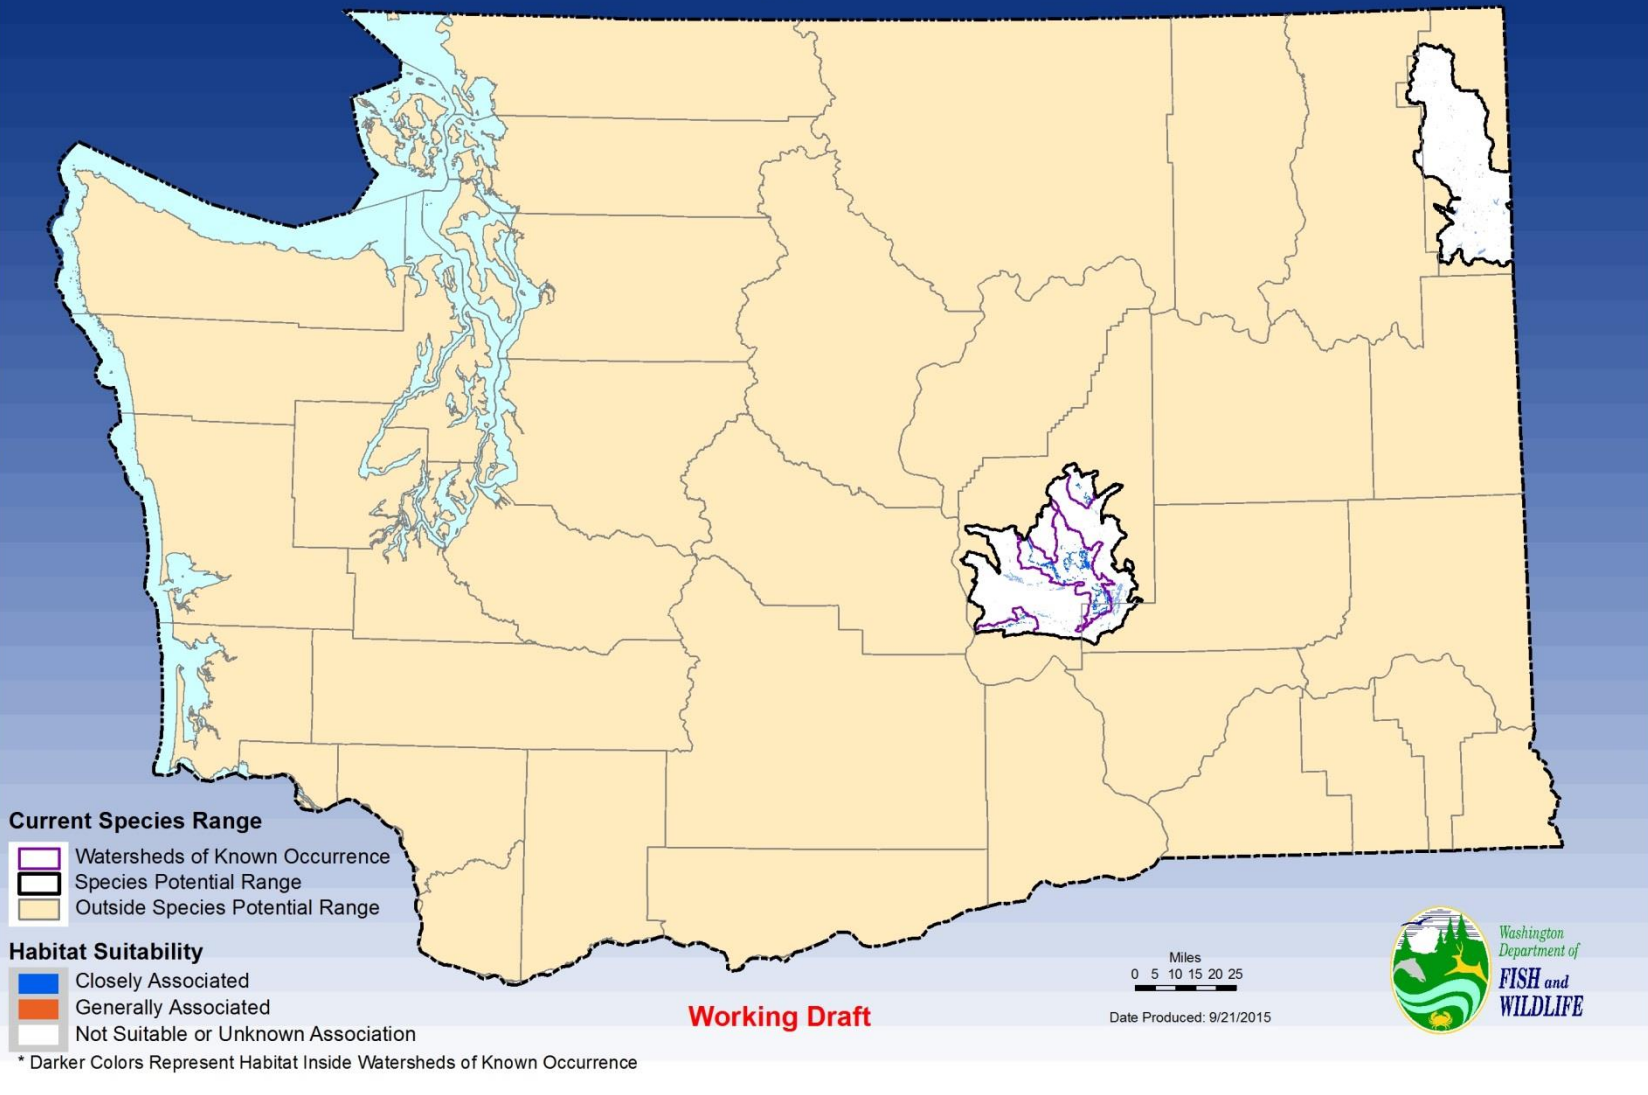 Current Species Range
Watersheds of Known Occurrence
Species Potential Range
Outside Species Potential Range
Habitat Suitability
Closely Associated
Generally Associated
Not Suitable or Unknown Association
* Darker Colors Represent Habitat Inside Watersheds of Known Occurrence
Working Draft
Miles
0 5 10 15 20 25
Date Produced: 9/21/2015
Washington
Department of
FISH and
WILDLIFE